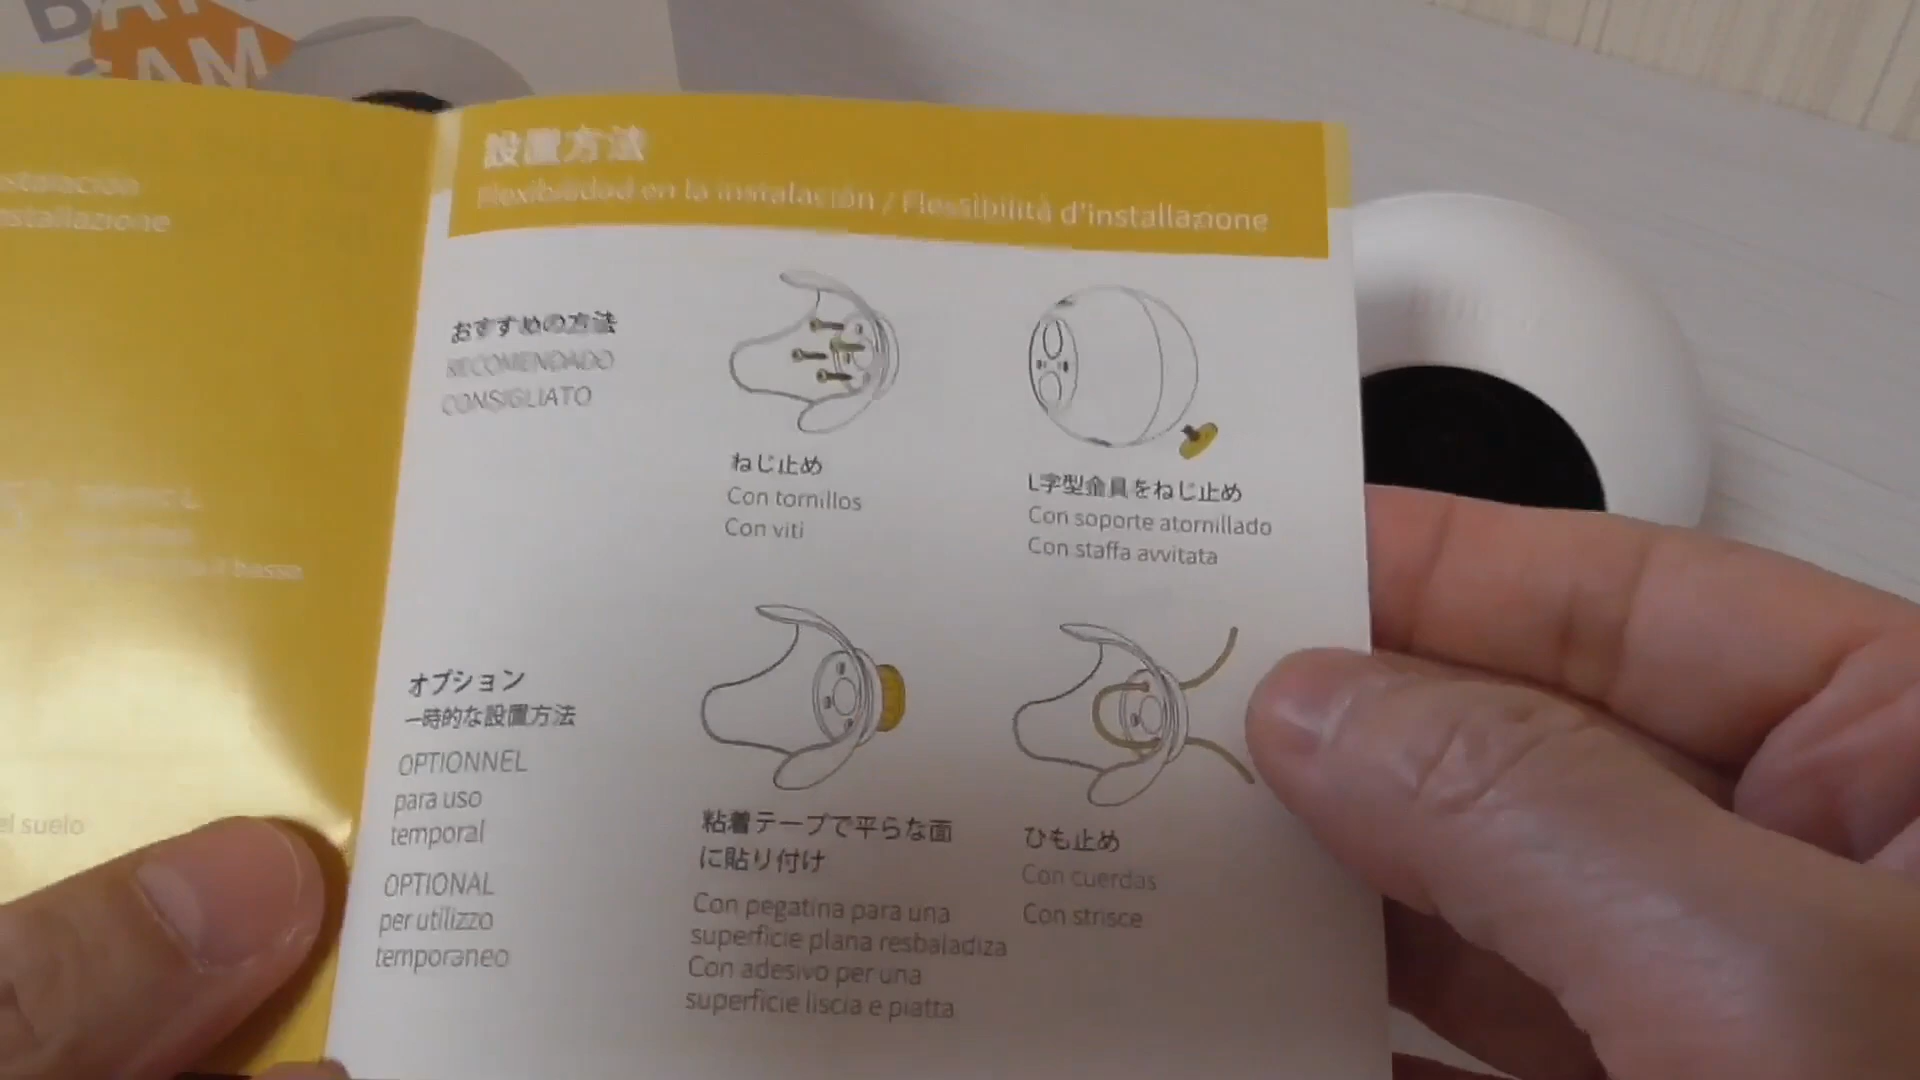 CAM
stalación
nstallazione
basso
el suelo
設置方法
Flexibilidad en la instalación / Flessibilità d'installazione
おすすめの方法
RECOMENDADO
CONSIGLIATO
ねじ止め
Con tornillos
Con viti
L字型金具をねじ止め
Con soporte atornillado
Con staffa avvitata
オプション
一時的な設置方法
OPTIONNEL
para uso
temporal
OPTIONAL
per utilizzo
temporaneo
粘着テープで平らな面
に貼り付け
Con pegatina para una
superficie plana resbaladiza
Con adesivo per una
superficie liscia e piatta
ひも止め
Con cuerdas
Con strisce